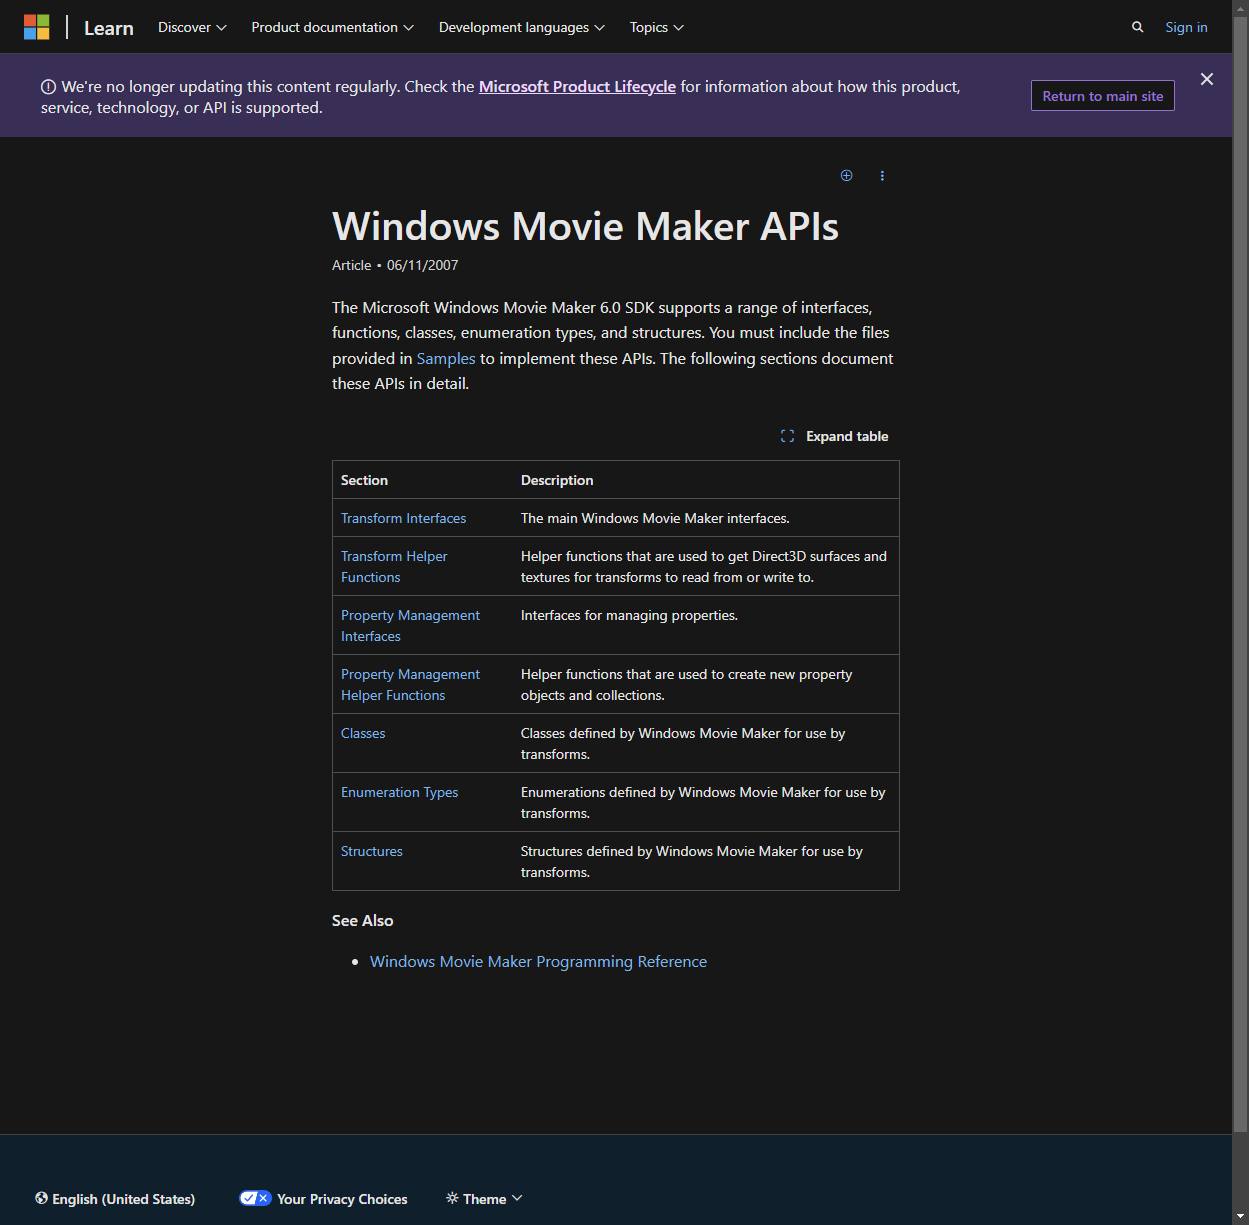 Learn Discover Product documentation Development languages Topics Sign in
We're no longer updating this content regularly. Check the Microsoft Product Lifecycle for information about how this product,
service, technology, or API is supported.
Return to main site
Windows Movie Maker APIs
Article • 06/11/2007
The Microsoft Windows Movie Maker 6.0 SDK supports a range of interfaces,
functions, classes, enumeration types, and structures. You must include the files
provided in Samples to implement these APIs. The following sections document
these APIs in detail.
Expand table
Section Description
Transform Interfaces The main Windows Movie Maker interfaces.
Transform Helper
Functions
Helper functions that are used to get Direct3D surfaces and
textures for transforms to read from or write to.
Property Management
Interfaces
Interfaces for managing properties.
Property Management
Helper Functions
Helper functions that are used to create new property
objects and collections.
Classes
Classes defined by Windows Movie Maker for use by
transforms.
Enumeration Types
Enumerations defined by Windows Movie Maker for use by
transforms.
Structures
Structures defined by Windows Movie Maker for use by
transforms.
See Also
• Windows Movie Maker Programming Reference
English (United States) Your Privacy Choices Theme